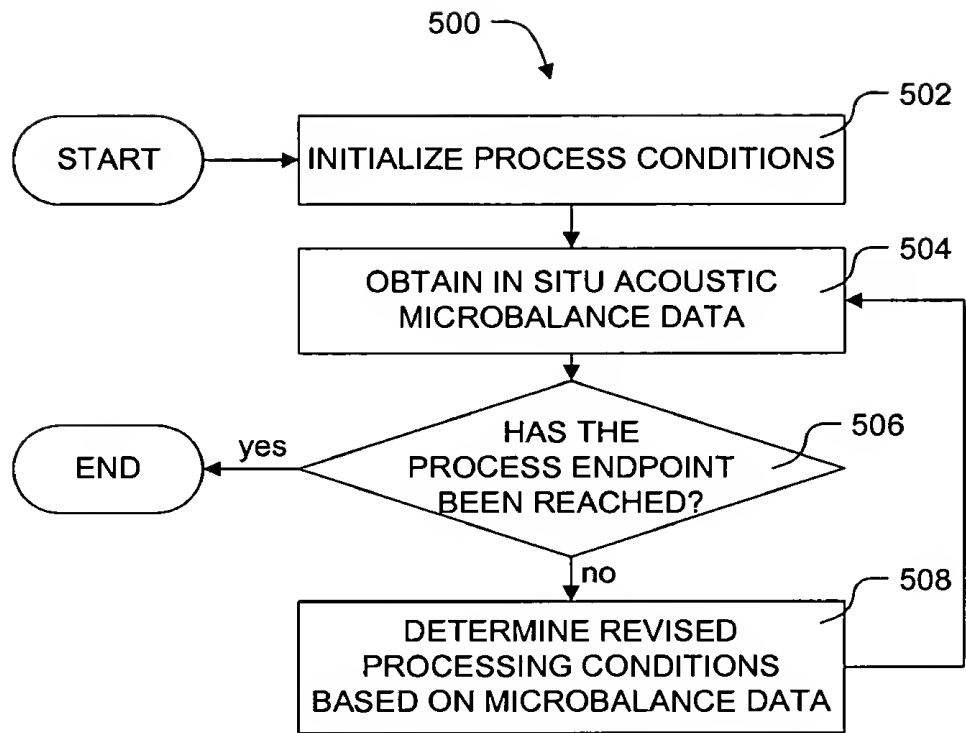 500
502
START
INITIALIZE PROCESS CONDITIONS
504
OBTAIN IN SITU ACOUSTIC
MICROBALANCE DATA
506
HAS THE
PROCESS ENDPOINT
BEEN REACHED?
yes
END
no
508
DETERMINE REVISED
PROCESSING CONDITIONS
BASED ON MICROBALANCE DATA